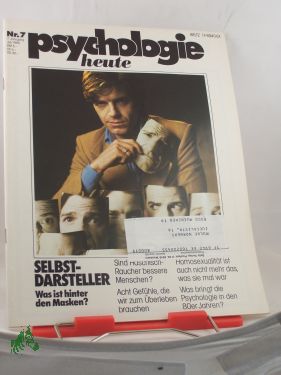 Nr. 7
psychologie
heute
SELBST-
DARSTELLER
Was ist hinter
den Masken?
Sind Haschisch-
Raucher bessere
Menschen?
Acht Gefühle, die
wir zum Überleben
brauchen
Homosexualität ist
auch nicht mehr das,
was sie mal war
Was bringt die
Psychologie in den
80er Jahren?